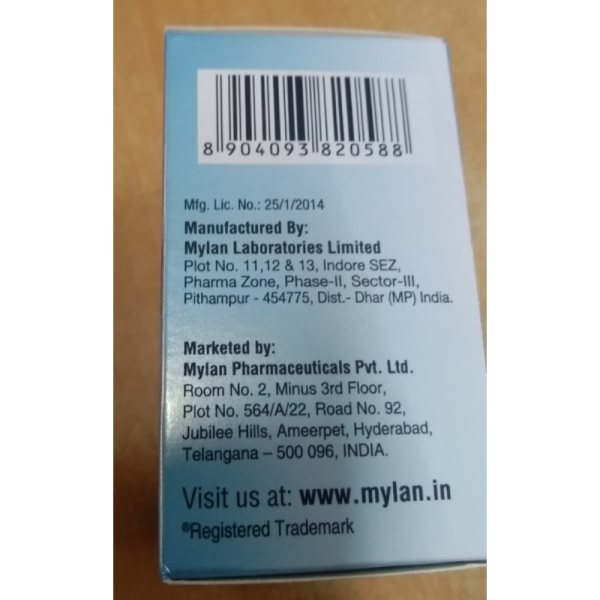 8 904093 820588
Mfg. Lic. No.: 25/1/2014
Manufactured By:
Mylan Laboratories Limited
Plot No. 11,12 & 13, Indore SEZ,
Pharma Zone, Phase-II, Sector-III,
Pithampur - 454775, Dist.- Dhar (MP) India.
Marketed by:
Mylan Pharmaceuticals Pvt. Ltd.
Room No. 2, Minus 3rd Floor,
Plot No. 564/A/22, Road No. 92,
Jubilee Hills, Ameerpet, Hyderabad,
Telangana – 500 096, INDIA.
Visit us at: www.mylan.in
®Registered Trademark